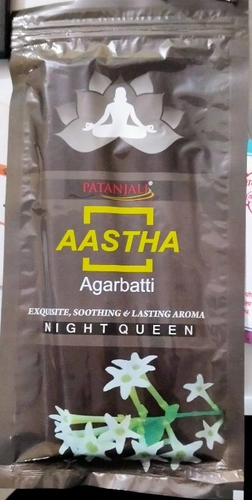 PATANJALI®
AASTHA
Agarbatti
EXQUISITE, SOOTHING & LASTING AROMA
NIGHT QUEEN